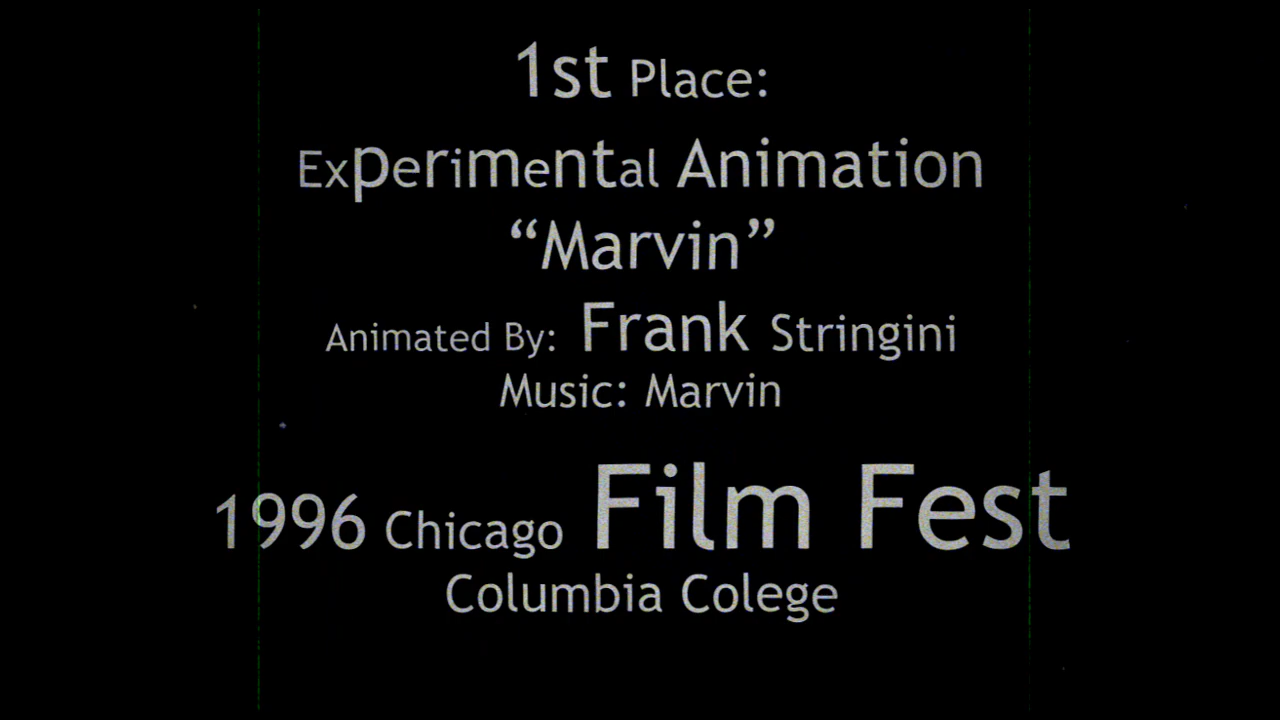 1st Place:
Experimental Animation
“Marvin”
Animated By: Frank Stringini
Music: Marvin
1996 Chicago Film Fest
Columbia Colege